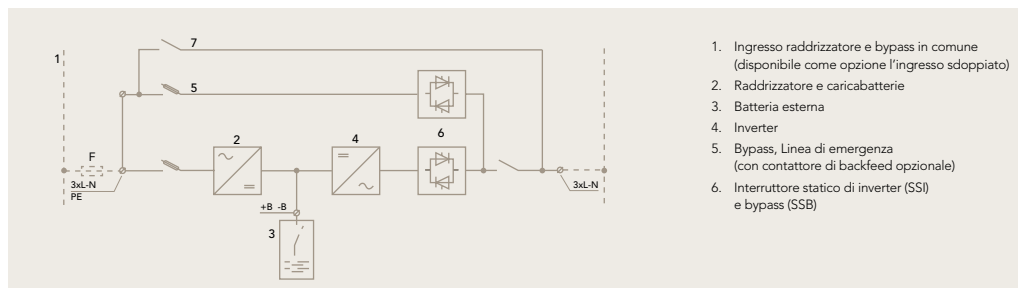 7
1
5
F
2
4
6
3xL-N
PE
3xL-N
+B -B
3
1. Ingresso raddrizzatore e bypass in comune
(disponibile come opzione l'ingresso sdoppiato)
2. Raddrizzatore e caricabatterie
3. Batteria esterna
4. Inverter
5. Bypass, Linea di emergenza
(con contattore di backfeed opzionale)
6. Interruttore statico di inverter (SSI)
e bypass (SSB)